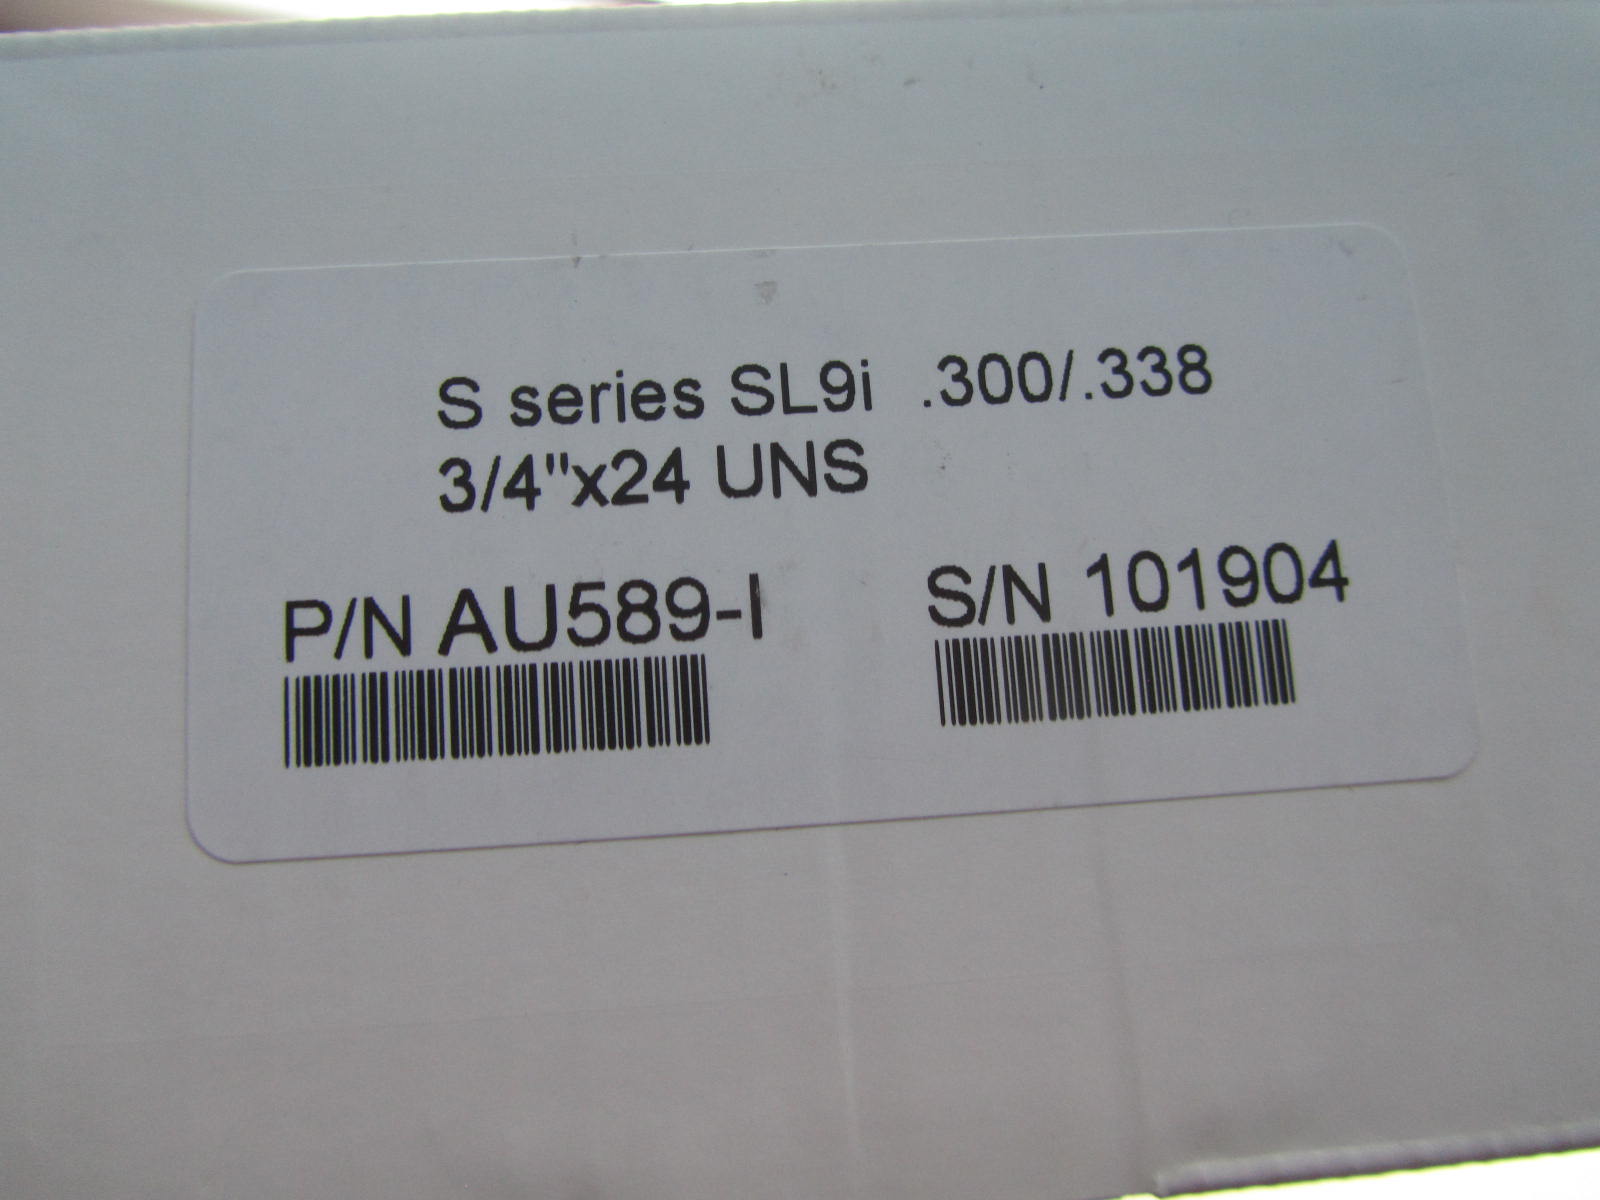 S series SL9i .300/.338
3/4"x24 UNS
P/N AU589-I
S/N 101904